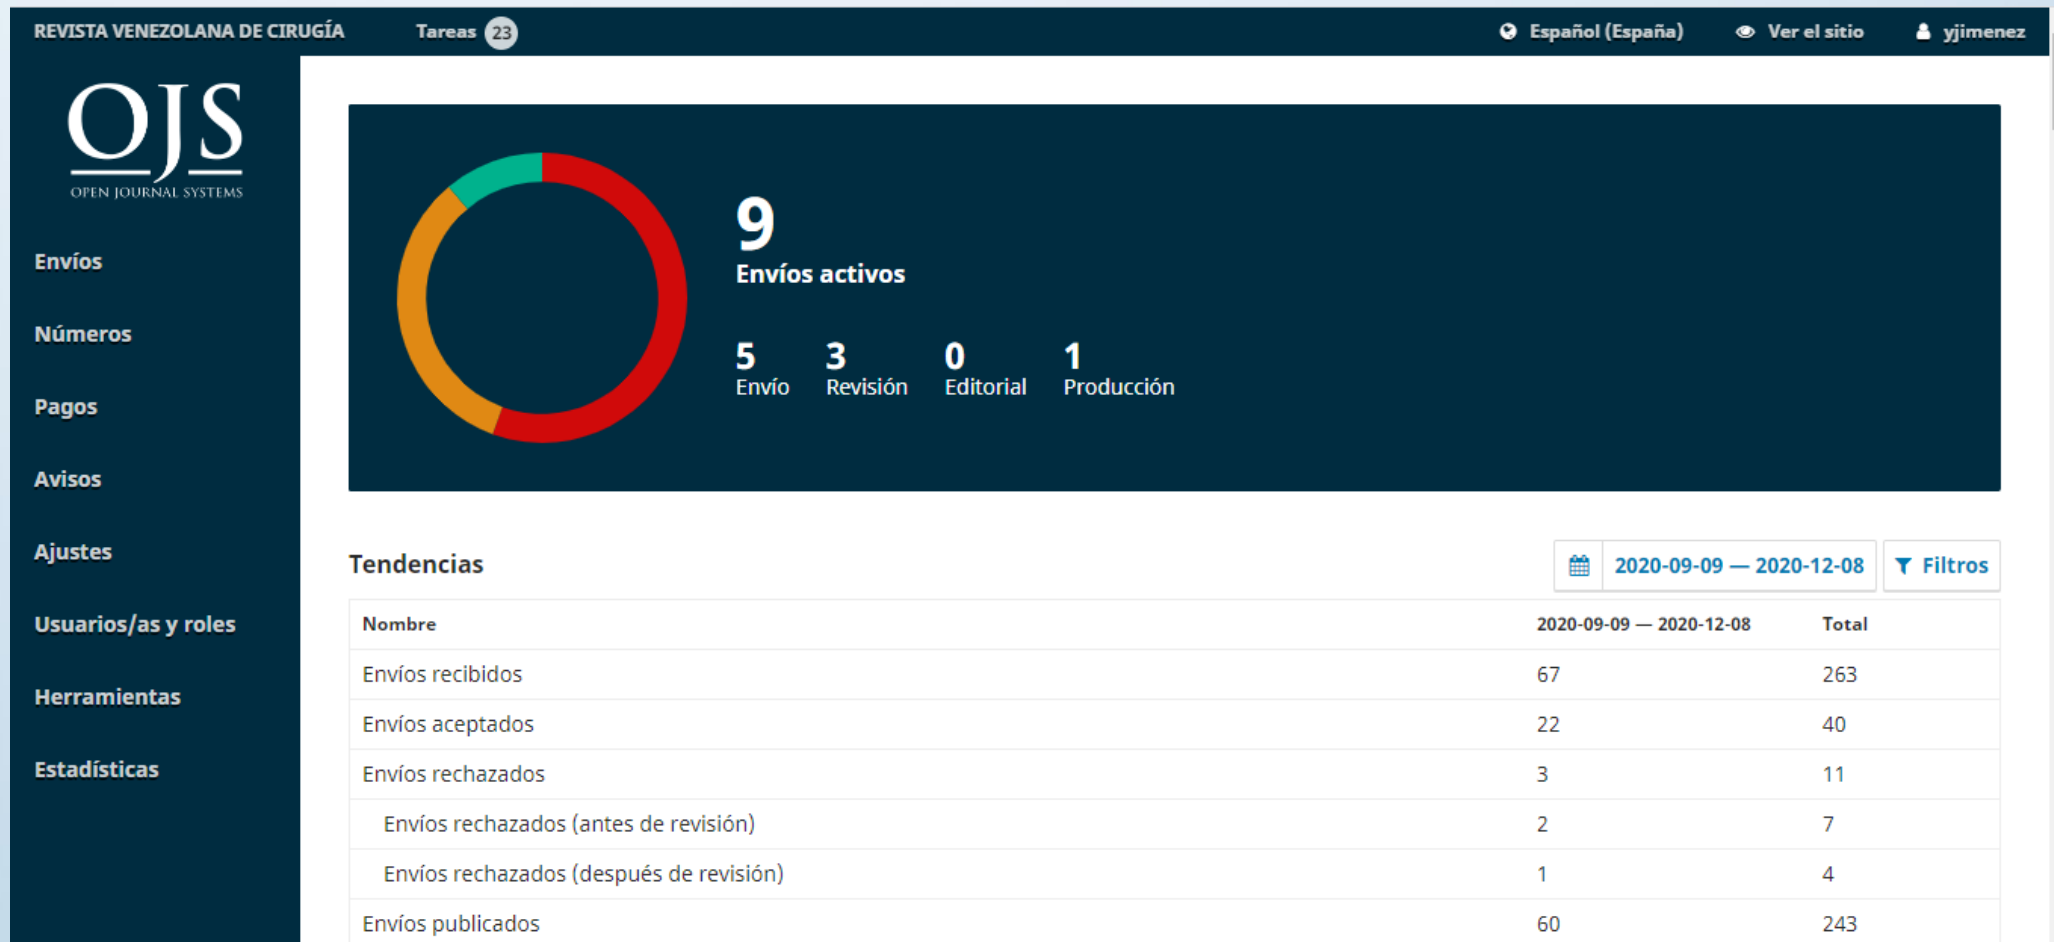 REVISTA VENEZOLANA DE CIRUGÍA Tareas 23 Español (España) Ver el sitio yjimenez
OJS
OPEN JOURNAL SYSTEMS
Envíos
Números
Pagos
Avisos
Ajustes
Usuarios/as y roles
Herramientas
Estadísticas
9
Envíos activos
5 3 0 1
Envío Revisión Editorial Producción
Tendencias 2020-09-09 — 2020-12-08 Filtros
Nombre 2020-09-09 — 2020-12-08 Total
Envíos recibidos 67 263
Envíos aceptados 22 40
Envíos rechazados 3 11
Envíos rechazados (antes de revisión) 2 7
Envíos rechazados (después de revisión) 1 4
Envíos publicados 60 243